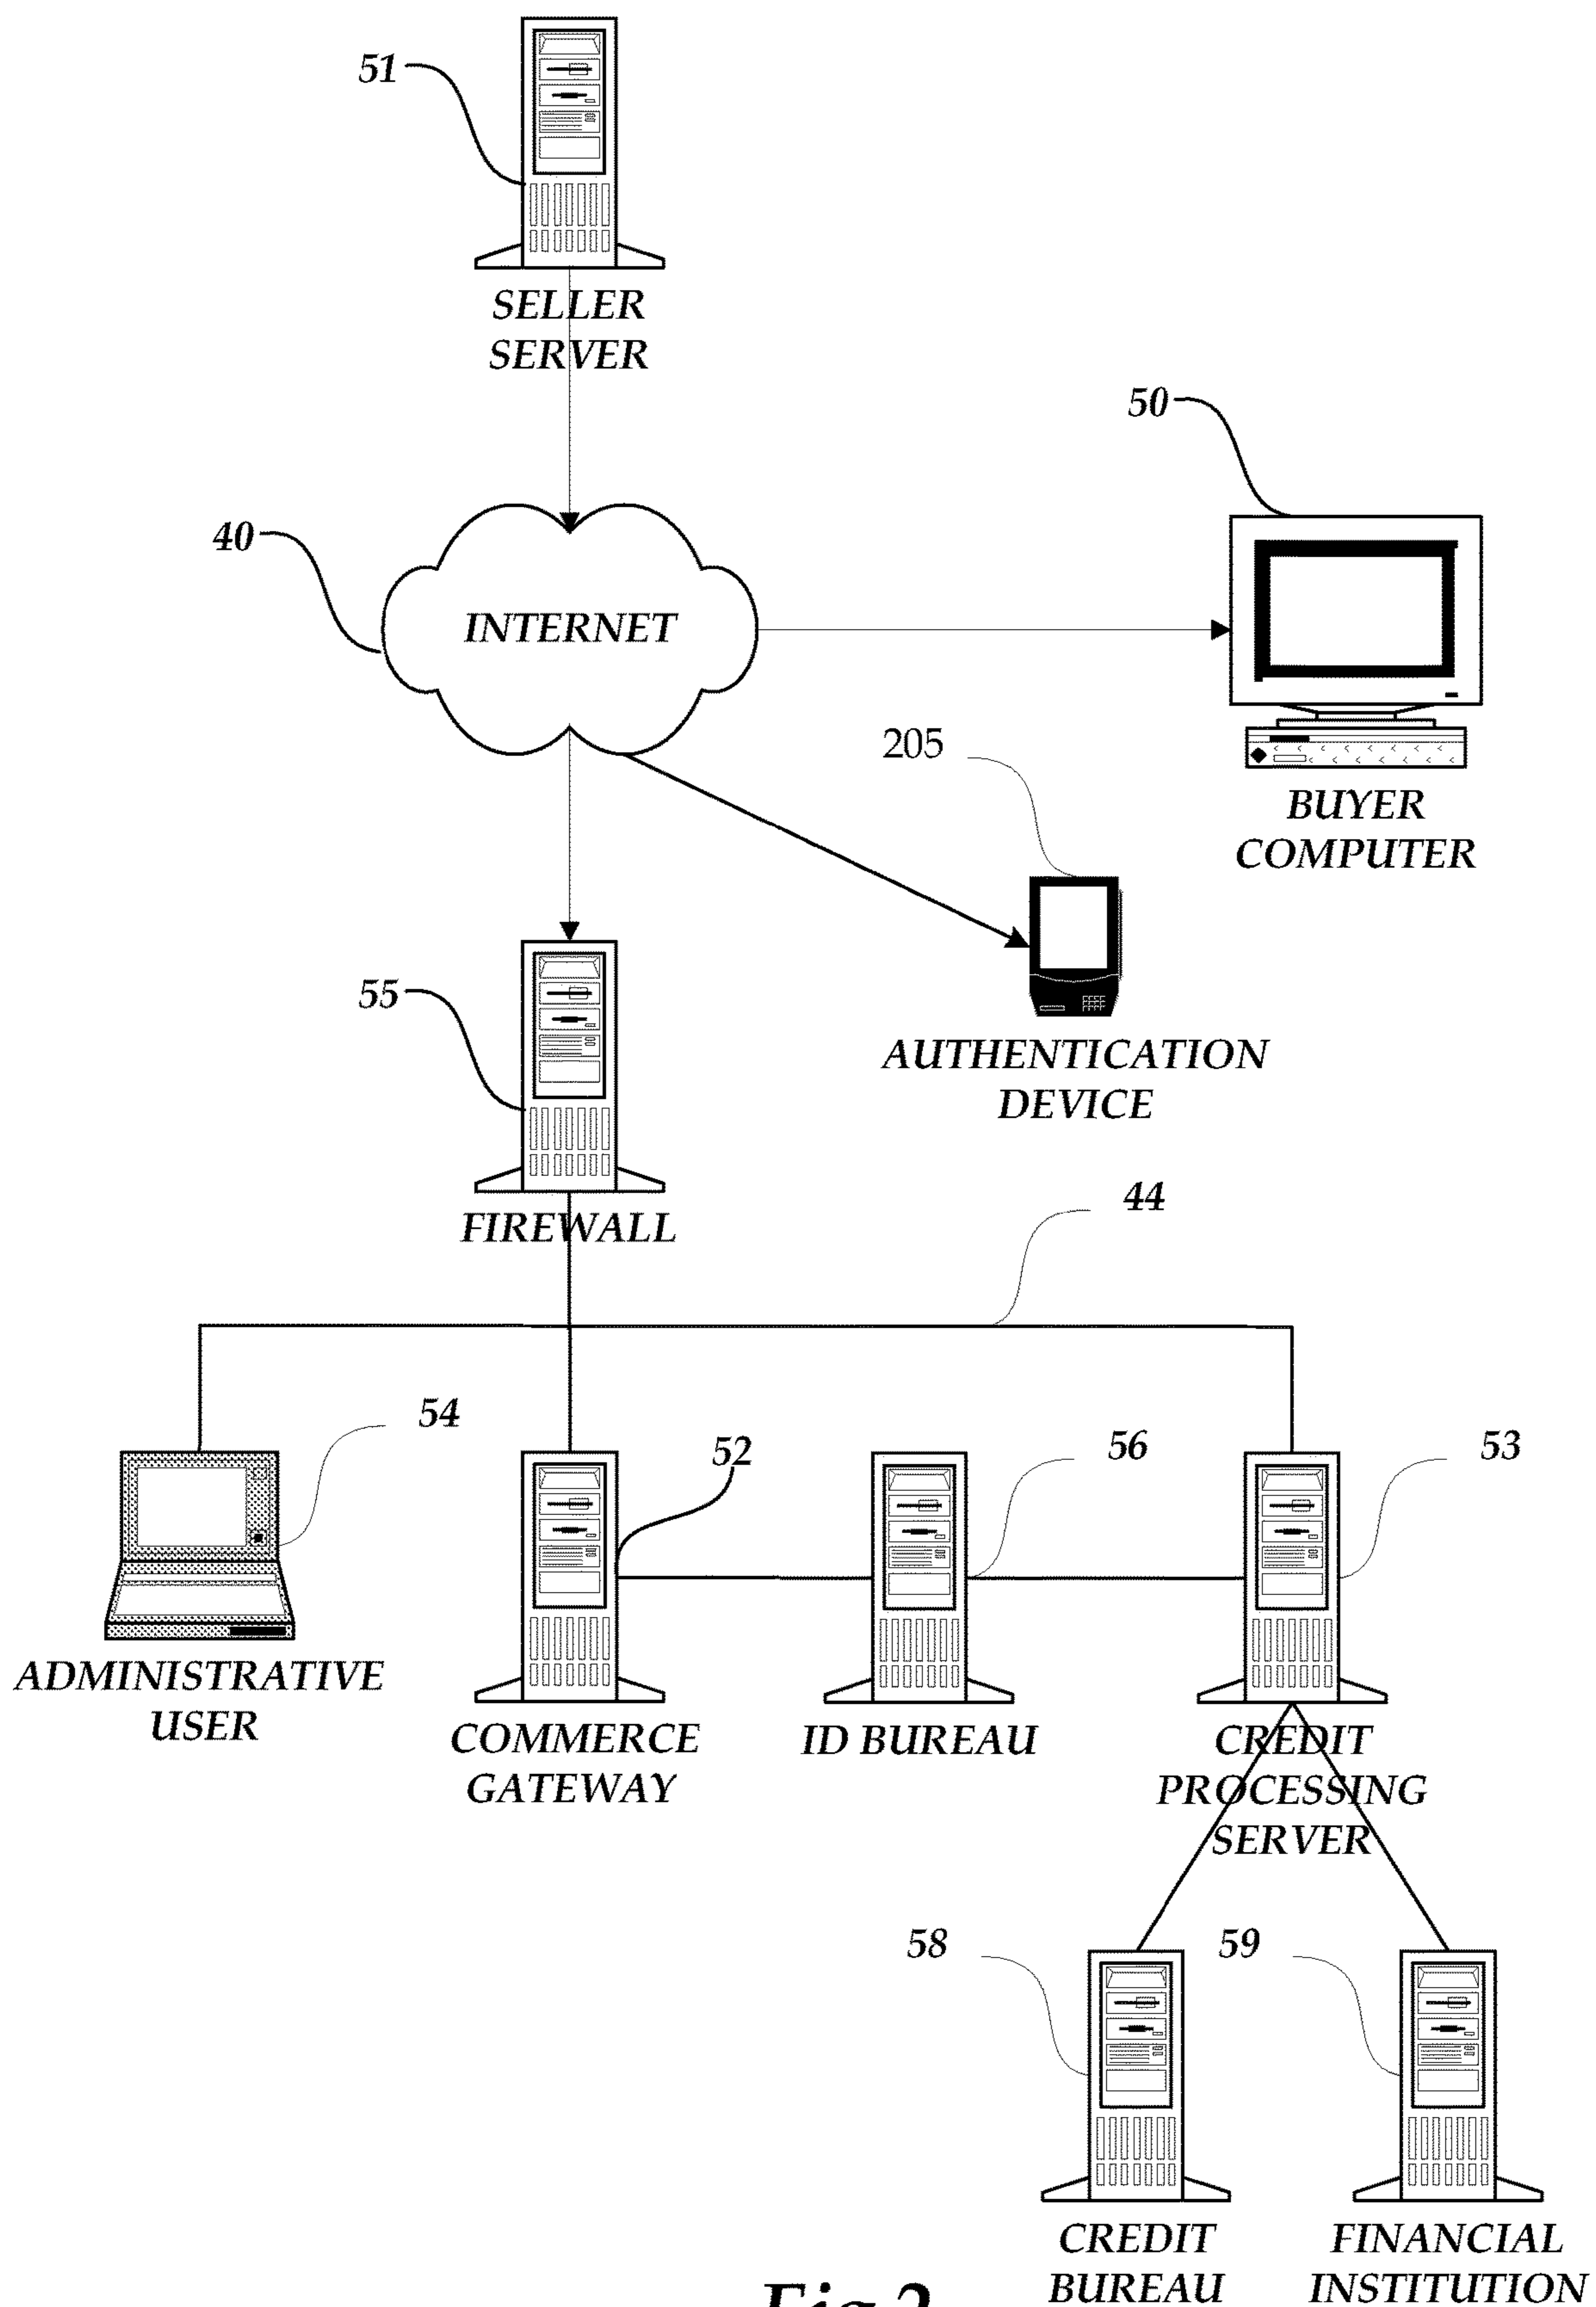 51
SELLER
SERVER
50
40
INTERNET
205
BUYER
COMPUTER
55
AUTHENTICATION
DEVICE
44
FIREWALL
54
52
56
53
ADMINISTRATIVE
USER
COMMERCE
GATEWAY
ID BUREAU
CREDIT
PROCESSING
SERVER
58
59
CREDIT
BUREAU
FINANCIAL
INSTITUTION